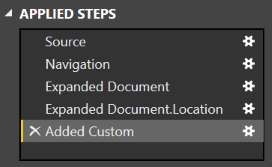 APPLIED STEPS
Source
Navigation
Expanded Document
Expanded Document.Location
Added Custom